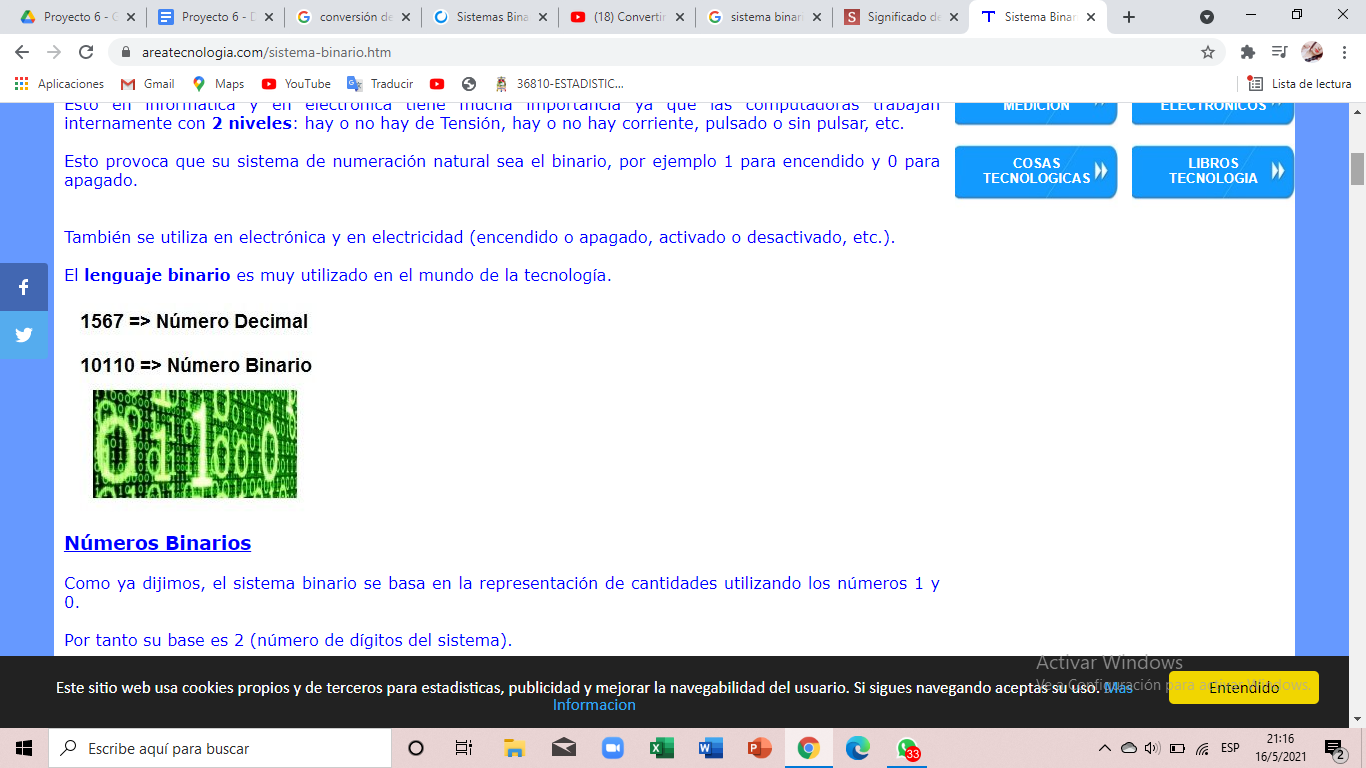 Proyecto 6 - G
Proyecto 6 - D
conversión de
Sistemas Bina
(18) Convertir
sistema binari
Significado de
Sistema Binar
areatecnologia.com/sistema-binario.htm
Aplicaciones
Gmail
Maps
YouTube
Traducir
36810-ESTADISTIC...
Lista de lectura
Esto en informática y en electrónica tiene mucha importancia ya que las computadoras trabajan
internamente con 2 niveles: hay o no hay de Tensión, hay o no hay corriente, pulsado o sin pulsar, etc.
Esto provoca que su sistema de numeración natural sea el binario, por ejemplo 1 para encendido y 0 para
apagado.
También se utiliza en electrónica y en electricidad (encendido o apagado, activado o desactivado, etc.).
El lenguaje binario es muy utilizado en el mundo de la tecnología.
1567 => Número Decimal
10110 => Número Binario
Números Binarios
Como ya dijimos, el sistema binario se basa en la representación de cantidades utilizando los números 1 y
0.
Por tanto su base es 2 (número de dígitos del sistema).
MEDICION
ELECTRONICOS
COSAS
TECNOLOGICAS
LIBROS
TECNOLOGIA
Este sitio web usa cookies propios y de terceros para estadisticas, publicidad y mejorar la navegabilidad del usuario. Si sigues navegando aceptas su uso. Mas
Informacion
Entendido
Activar Windows
Ve a Configuración para activar Windows.
Escribe aquí para buscar
33
ESP
21:16
16/5/2021
2